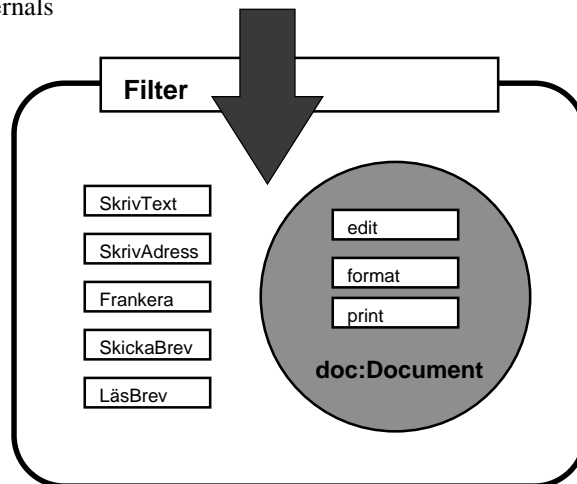 ernals
Filter
SkrivText
SkrivAdress
Frankera
SkickaBrev
LäsBrev
edit
format
print
doc:Document